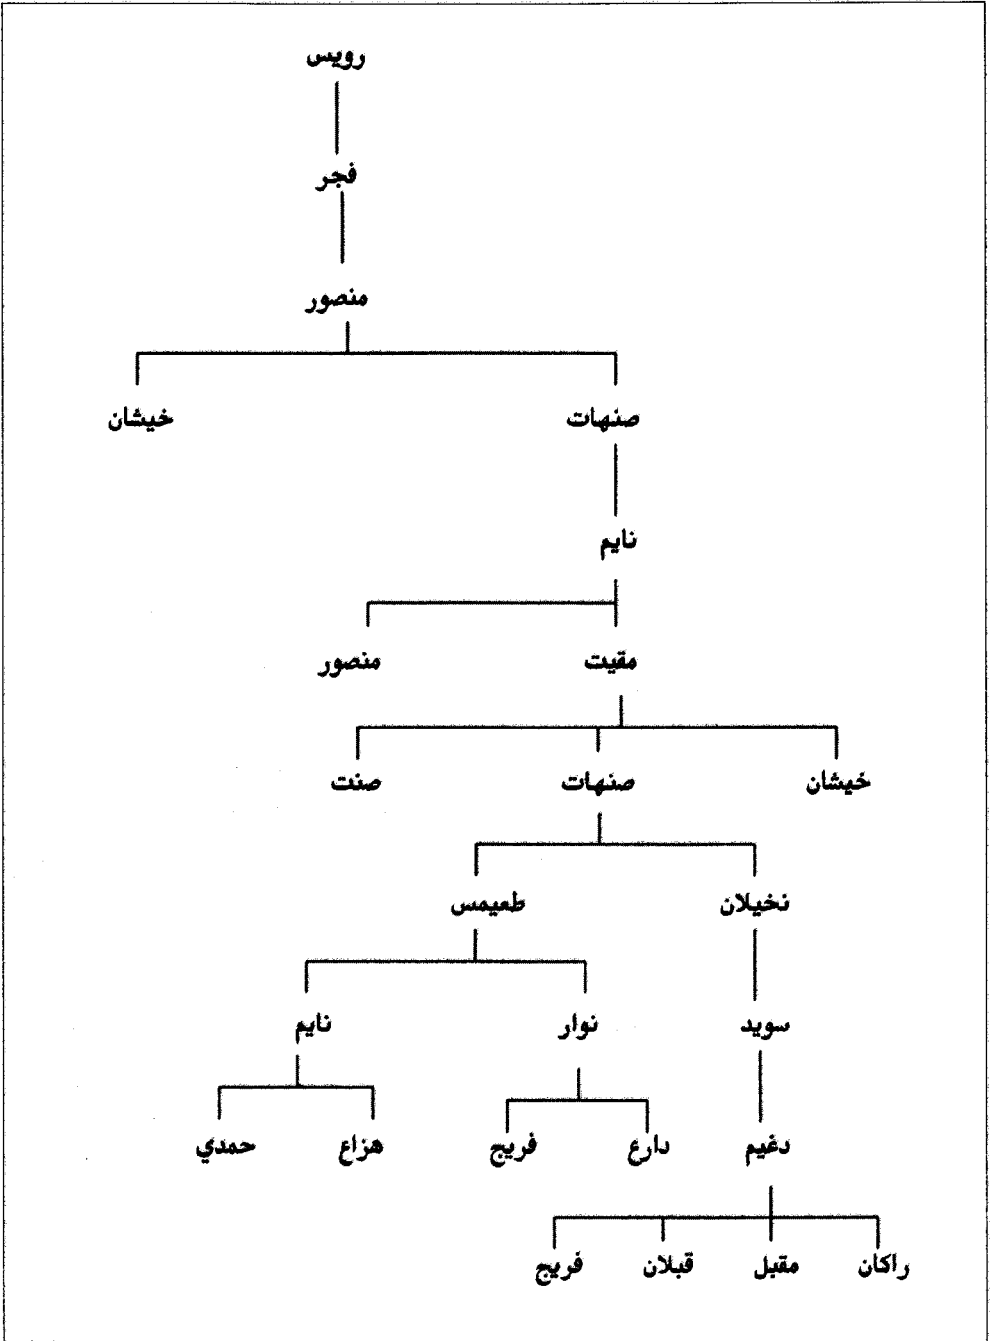 رويس
فجر
منصور
صنهات خيشان
نايم
مقيت منصور
خيشان صنهات صنت
نخيلان طعيمس
سويد نوار نايم
دغيم دارع فريج هزاع حمدي
راكان مقبل قبلان فريج